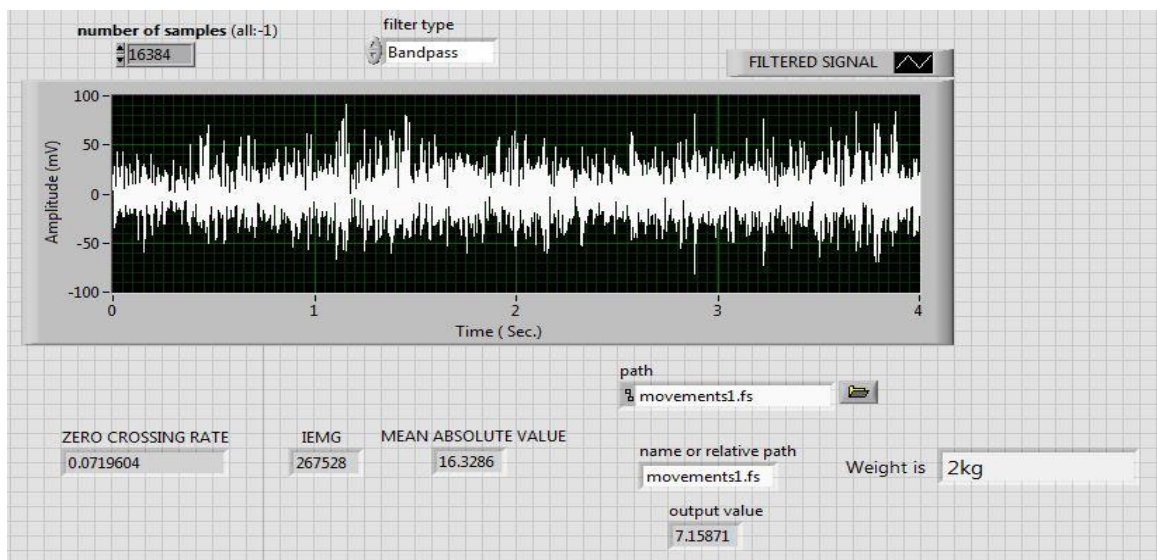 number of samples (all:-1)
16384
filter type
Bandpass
FILTERED SIGNAL
100
50
0
-50
-100
Amplitude (mV)
0 1 2 3 4
Time ( Sec.)
path
movements1.fs
ZERO CROSSING RATE
0.0719604
IEMG
267528
MEAN ABSOLUTE VALUE
16.3286
name or relative path
movements1.fs
Weight is 2kg
output value
7.15871